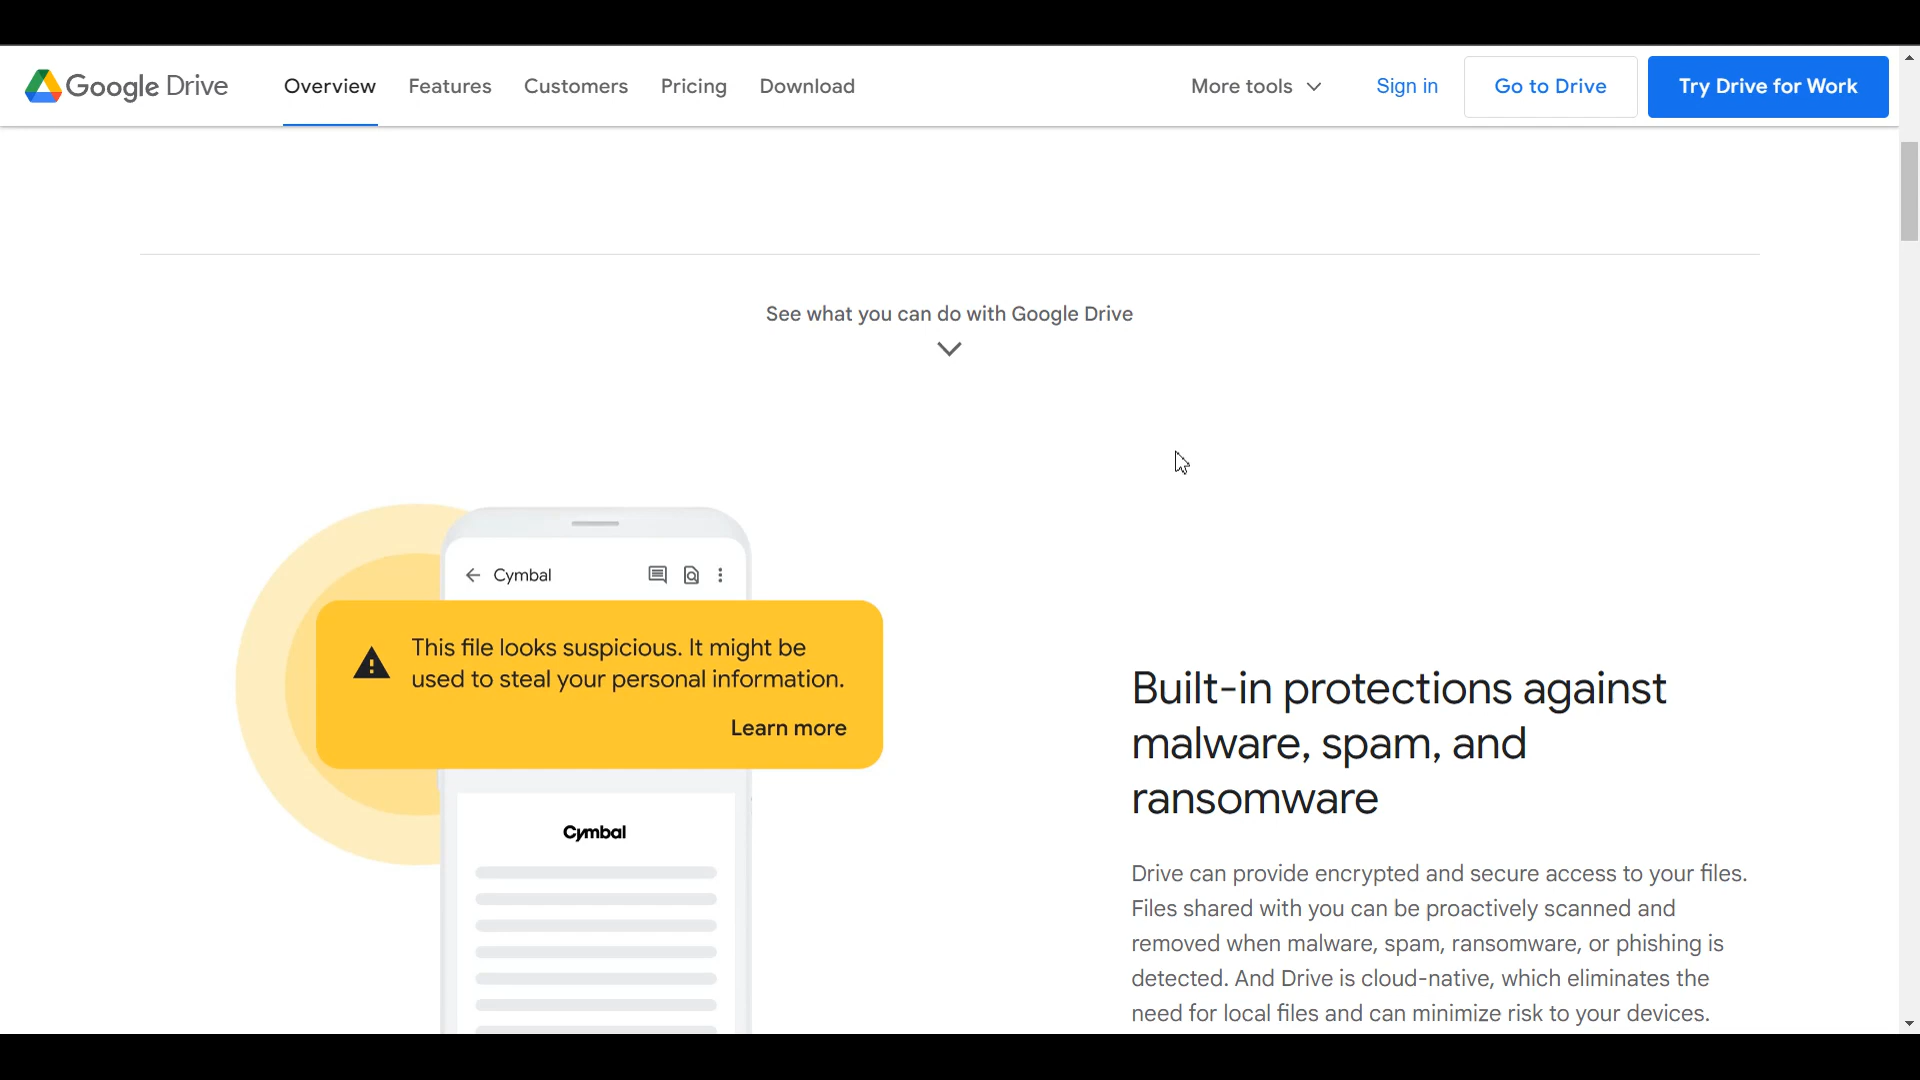 Google Drive Overview Features Customers Pricing Download More tools Sign in Go to Drive Try Drive for Work
See what you can do with Google Drive
Cymbal
This file looks suspicious. It might be
used to steal your personal information.
Learn more
Cymbal
Built-in protections against
malware, spam, and
ransomware
Drive can provide encrypted and secure access to your files.
Files shared with you can be proactively scanned and
removed when malware, spam, ransomware, or phishing is
detected. And Drive is cloud-native, which eliminates the
need for local files and can minimize risk to your devices.